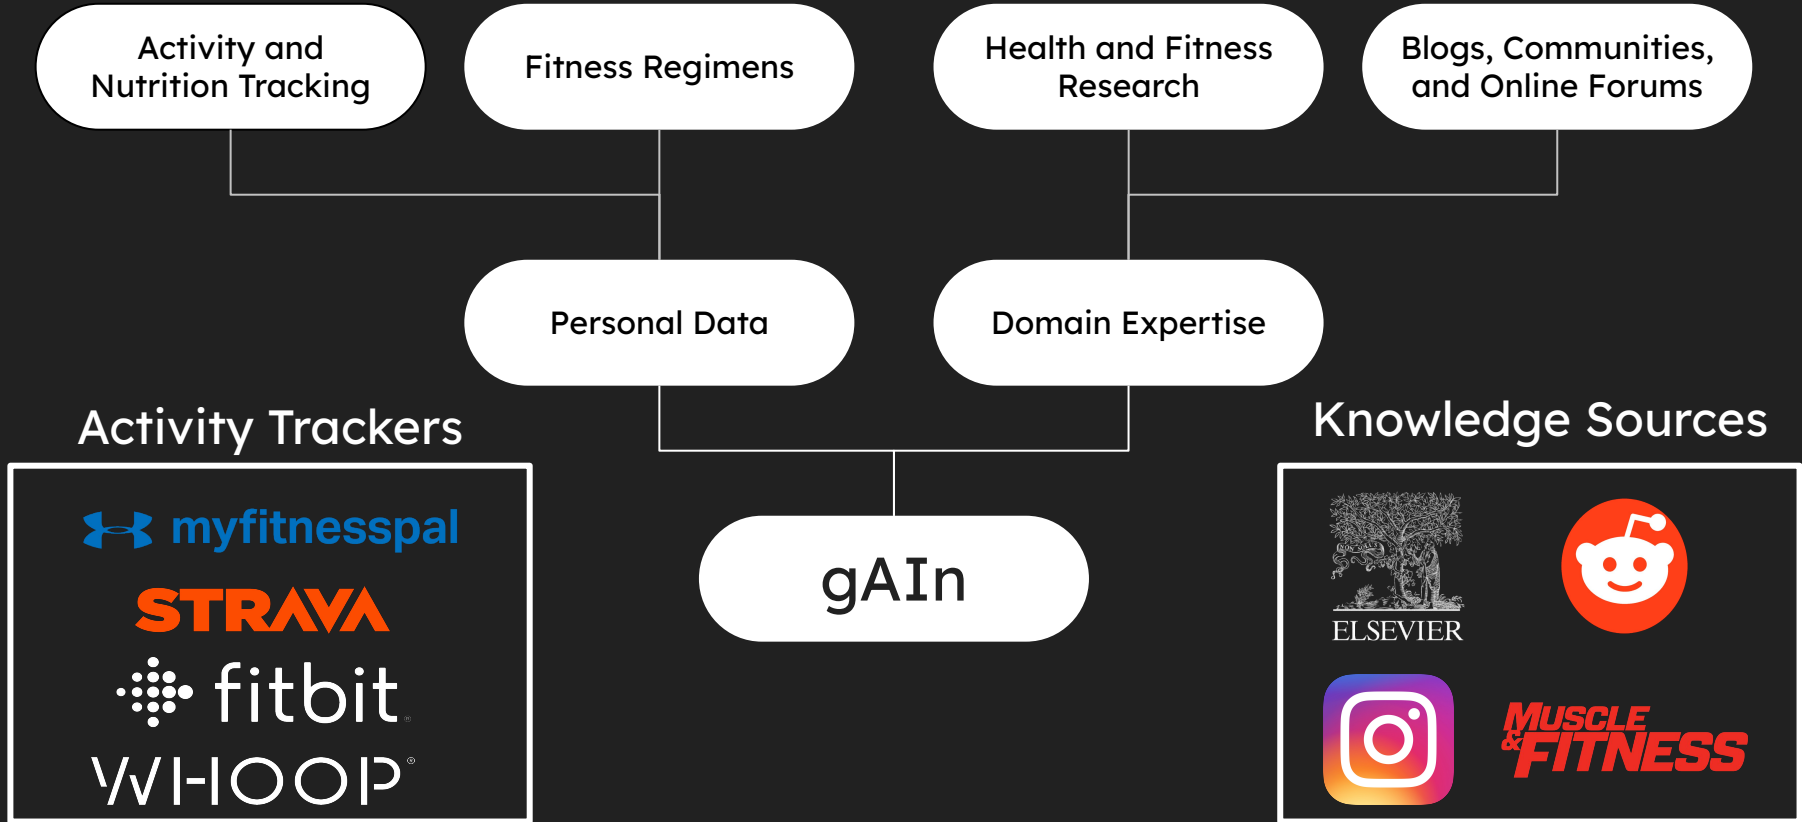 Activity and
Nutrition Tracking
Fitness Regimens
Health and Fitness
Research
Blogs, Communities,
and Online Forums
Personal Data
Domain Expertise
Activity Trackers
myfitnesspal
STRAVA
fitbit
WHOOP®
gAIn
Knowledge Sources
ELSEVIER
MUSCLE
&FITNESS